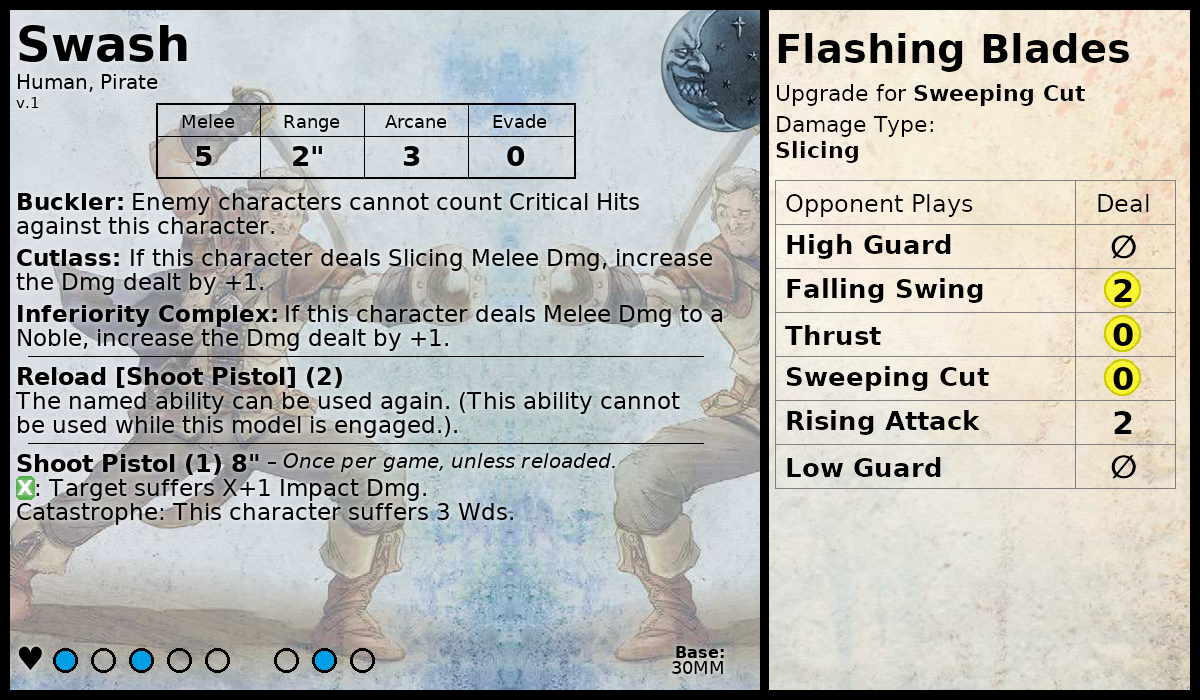 Swash
Human, Pirate
v.1
Melee Range Arcane Evade
5 2" 3 0
Buckler: Enemy characters cannot count Critical Hits
against this character.
Cutlass: If this character deals Slicing Melee Dmg, increase
the Dmg dealt by +1.
Inferiority Complex: If this character deals Melee Dmg to a
Noble, increase the Dmg dealt by +1.
Reload [Shoot Pistol] (2)
The named ability can be used again. (This ability cannot
be used while this model is engaged.).
Shoot Pistol (1) 8" – Once per game, unless reloaded.
X: Target suffers X+1 Impact Dmg.
Catastrophe: This character suffers 3 Wds.
Base:
30MM
Flashing Blades
Upgrade for Sweeping Cut
Damage Type:
Slicing
Opponent Plays Deal
High Guard ∅
Falling Swing 2
Thrust 0
Sweeping Cut 0
Rising Attack 2
Low Guard ∅